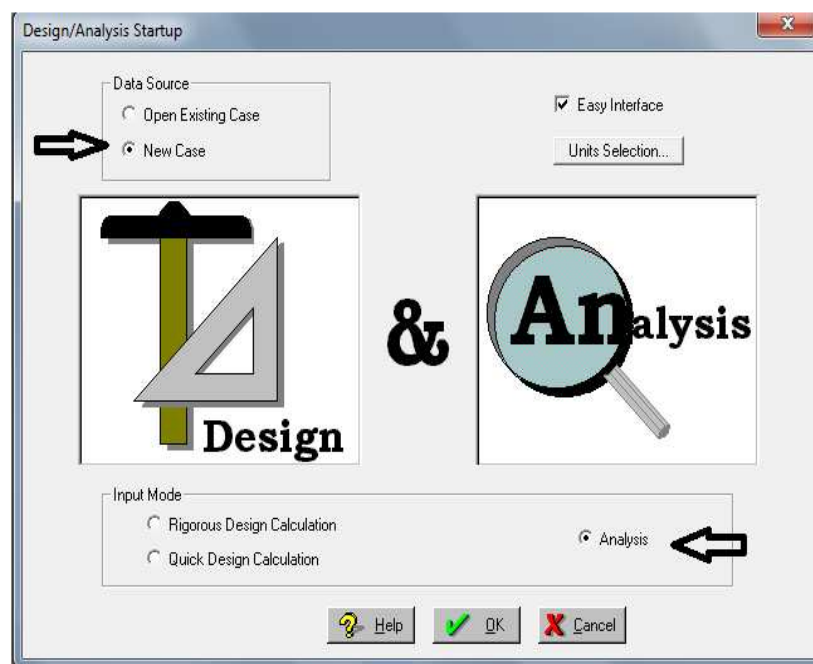 Design/Analysis Startup
Data Source
Open Existing Case
New Case
Easy Interface
Units Selection...
Design
&
Analysis
Input Mode
Rigorous Design Calculation
Quick Design Calculation
Analysis
Help
OK
Cancel